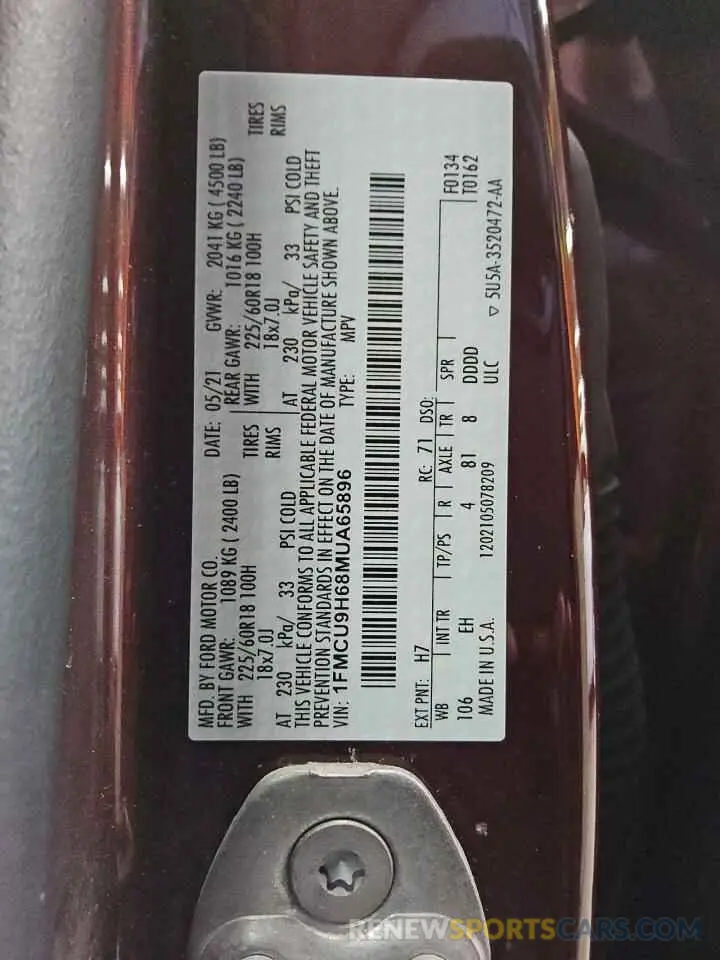 MFD. BY FORD MOTOR CO. DATE: 05/21 GVWR: 2041 KG ( 4500 LB)
FRONT GAWR: 1089 KG ( 2400 LB) REAR GAWR: 1016 KG ( 2240 LB)
WITH 225/60R18 100H TIRES WITH 225/60R18 100H TIRES
18x7.0J RIMS 18x7.0J RIMS
AT 230 kPa/ 33 PSI COLD AT 230 kPa/ 33 PSI COLD
THIS VEHICLE CONFORMS TO ALL APPLICABLE FEDERAL MOTOR VEHICLE SAFETY AND THEFT
PREVENTION STANDARDS IN EFFECT ON THE DATE OF MANUFACTURE SHOWN ABOVE.
VIN: 1FMCU9H68MUA65896 TYPE: MPV
EXT PNT: H7 RC: 71 DSO: F0134
WB INT TR TP/PS R AXLE TR SPR T0162
106 EH 4 81 8 DDDD
MADE IN U.S.A. 1202105078209 ULC ▽ 5U5A-3520472-AA
RENEWSPORTSCARS.COM